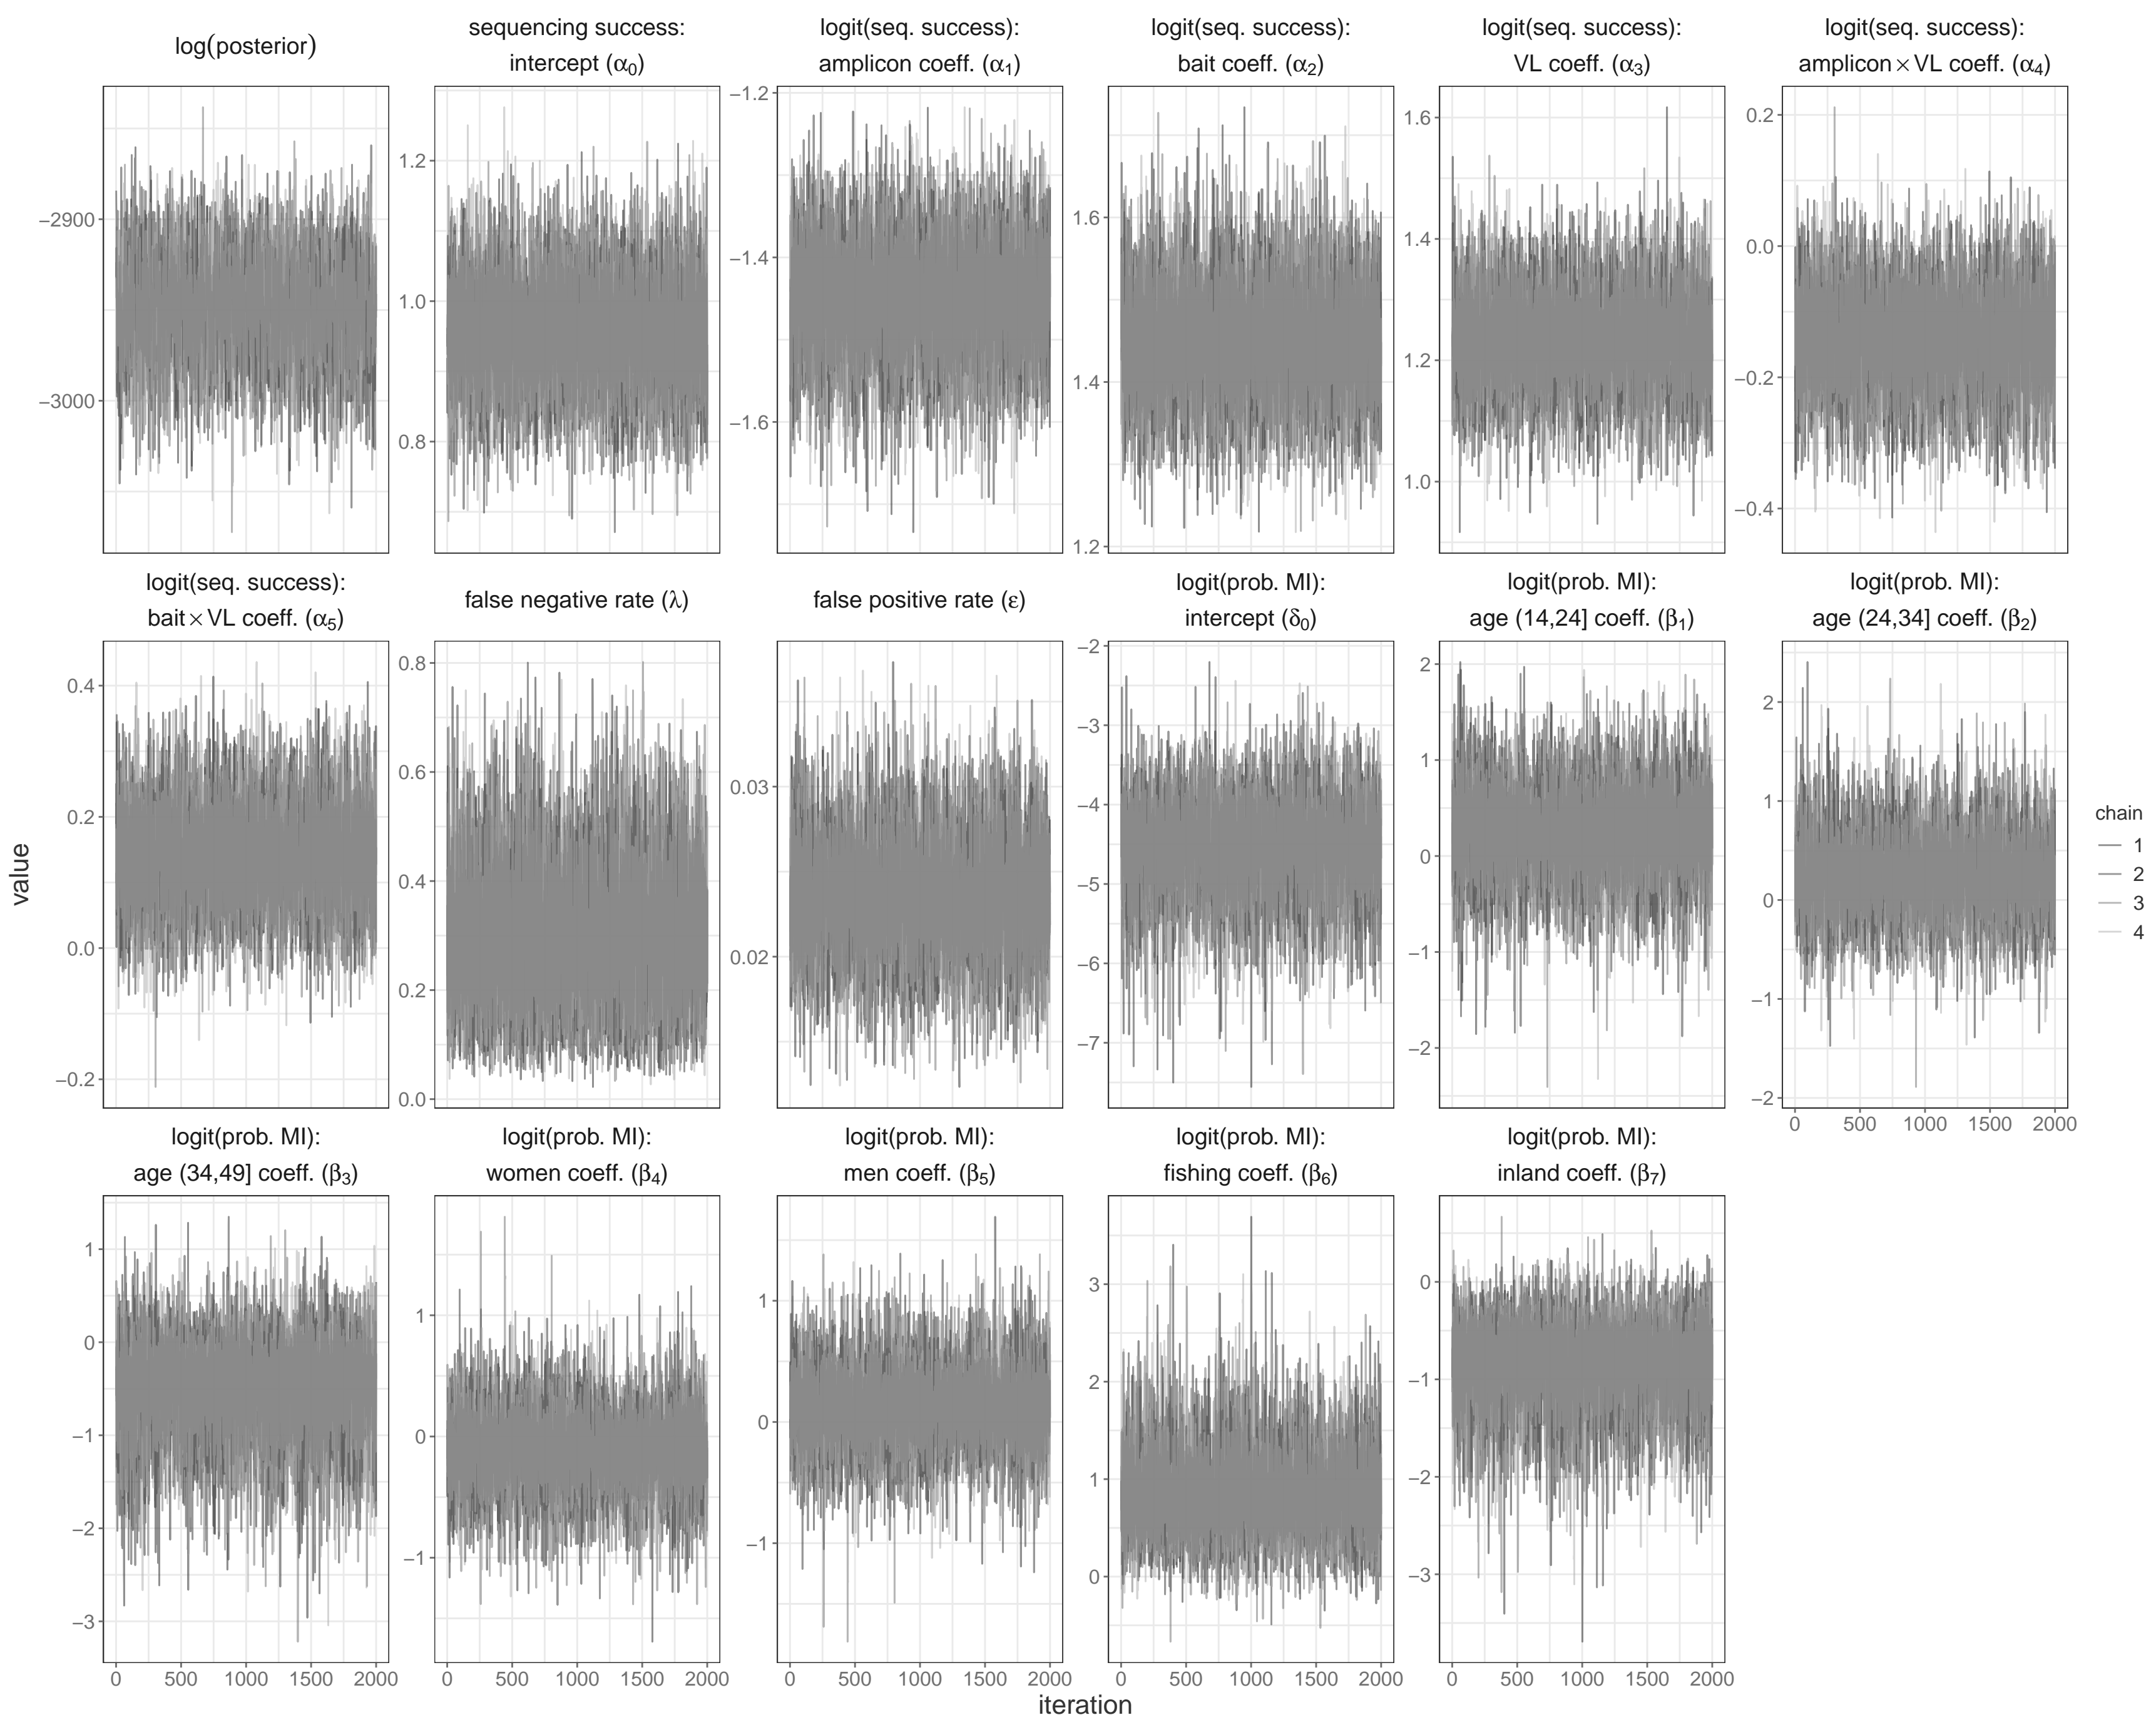 log(posterior)
sequencing success:
intercept (α0)
logit(seq. success):
amplicon coeff. (α1)
logit(seq. success):
bait coeff. (α2)
logit(seq. success):
VL coeff. (α3)
logit(seq. success):
amplicon×VL coeff. (α4)
−2900
−3000
1.2
1.0
0.8
−1.2
−1.4
−1.6
1.6
1.4
1.2
1.6
1.4
1.2
1.0
0.2
0.0
−0.2
−0.4
logit(seq. success):
bait×VL coeff. (α5)
false negative rate (λ)
false positive rate (ε)
logit(prob. MI):
intercept (δ0)
logit(prob. MI):
age (14,24] coeff. (β1)
logit(prob. MI):
age (24,34] coeff. (β2)
0.4
0.2
0.0
−0.2
0.8
0.6
0.4
0.2
0.0
0.03
0.02
−2
−3
−4
−5
−6
−7
2
1
0
−1
−2
2
1
0
−1
−2
0 500 1000 1500 2000
value
chain
1
2
3
4
logit(prob. MI):
age (34,49] coeff. (β3)
logit(prob. MI):
women coeff. (β4)
logit(prob. MI):
men coeff. (β5)
logit(prob. MI):
fishing coeff. (β6)
logit(prob. MI):
inland coeff. (β7)
1
0
−1
−2
−3
1
0
−1
1
0
−1
3
2
1
0
0
−1
−2
−3
0 500 1000 1500 2000
0 500 1000 1500 2000
0 500 1000 1500 2000
0 500 1000 1500 2000
0 500 1000 1500 2000
iteration